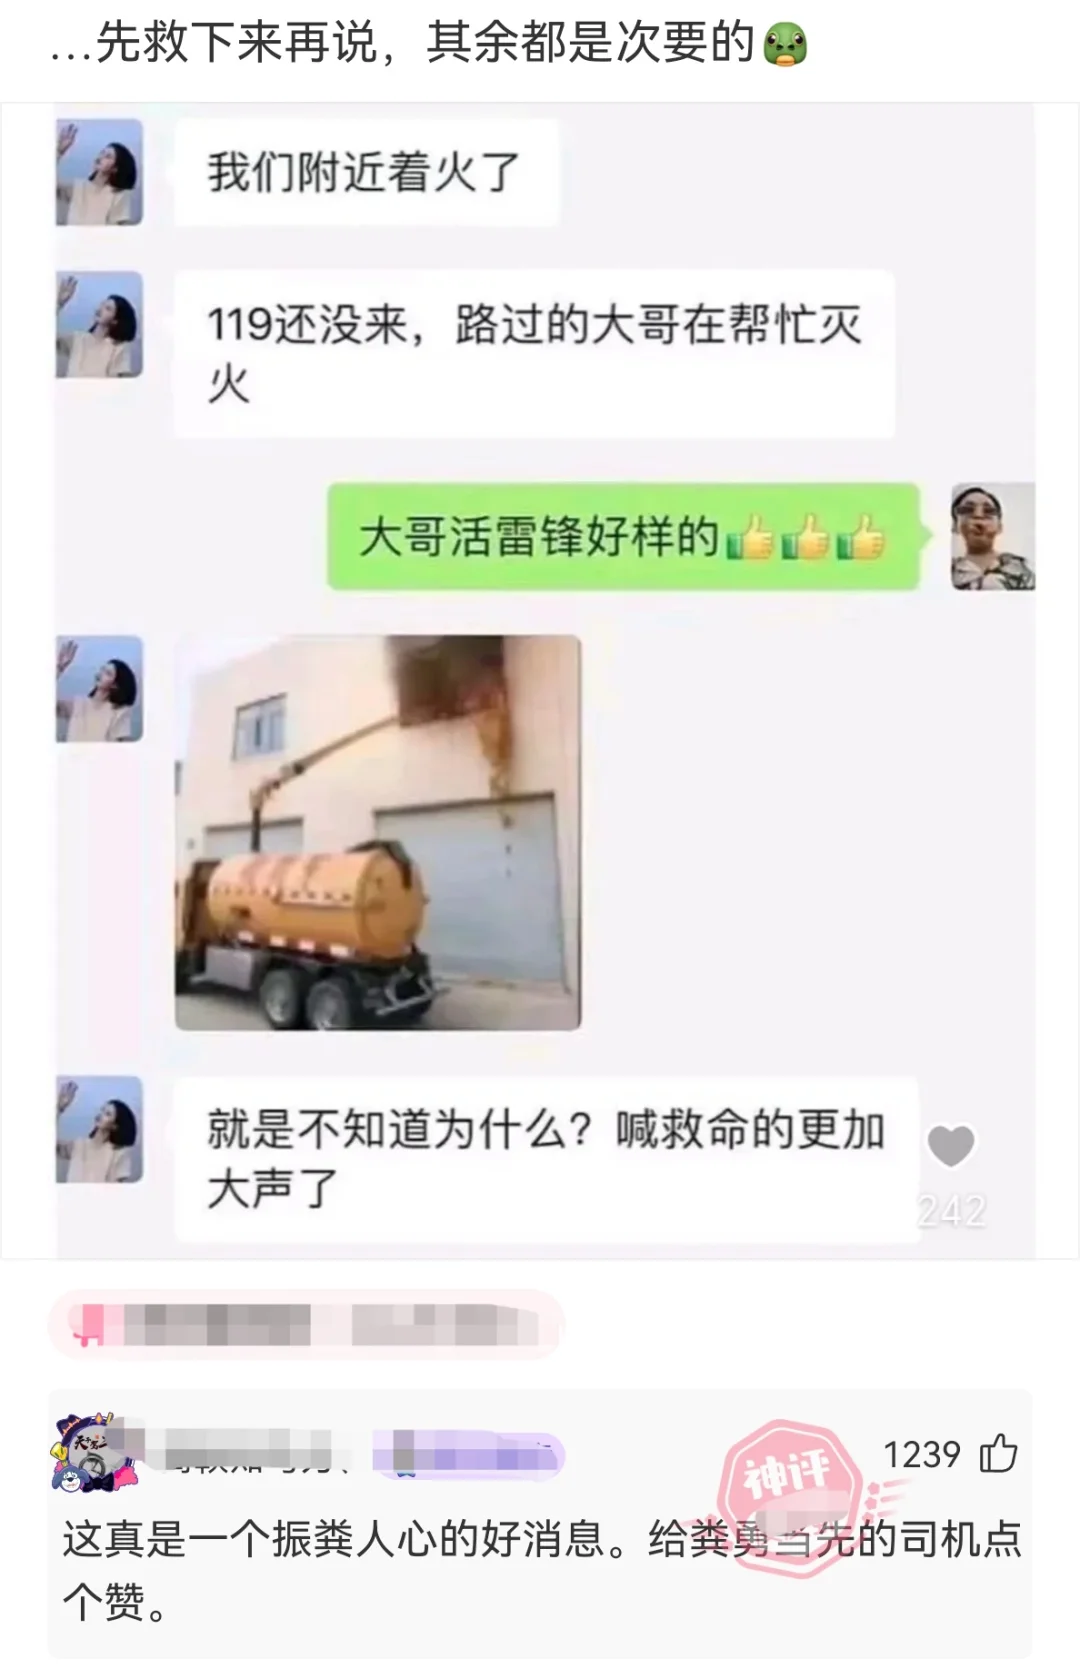 ...先救下来再说，其余都是次要的
我们附近着火了
119还没来，路过的大哥在帮忙灭
火
大哥活雷锋好样的👍👍👍
就是不知道为什么？喊救命的更加
大声了
242
神评
1239
这真是一个振粪人心的好消息。给粪勇当先的司机点
个赞。